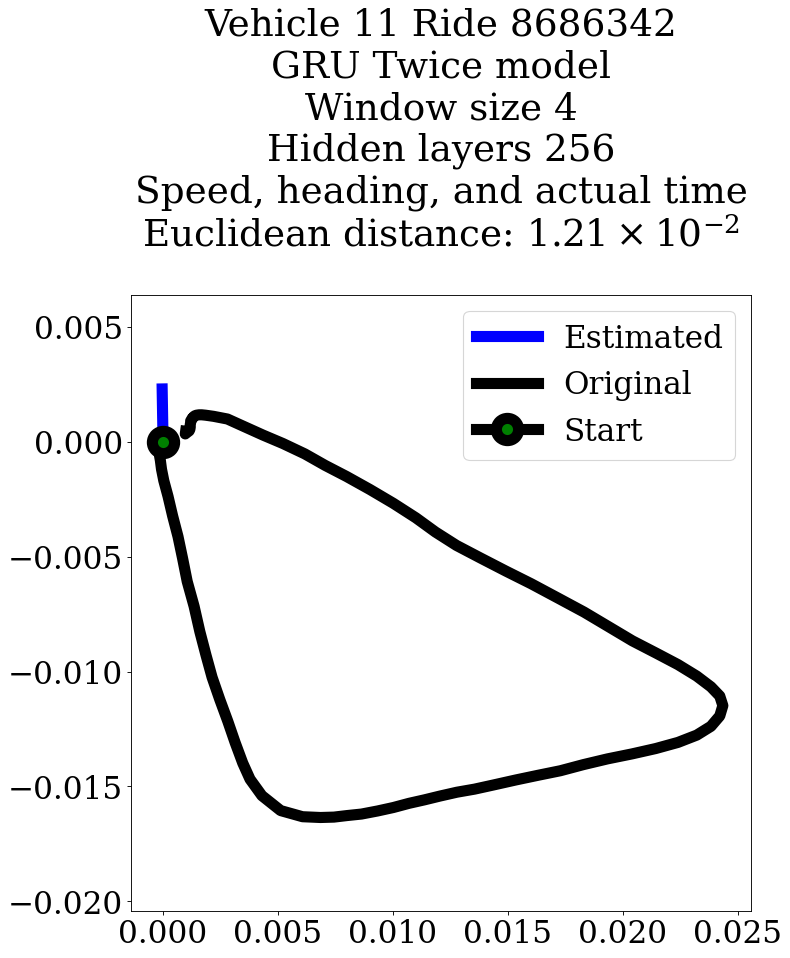 Vehicle 11 Ride 8686342
GRU Twice model
Window size 4
Hidden layers 256
Speed, heading, and actual time
Euclidean distance: 1.21 × 10⁻²
Estimated
Original
Start
0.005
0.000
−0.005
−0.010
−0.015
−0.020
0.000 0.005 0.010 0.015 0.020 0.025